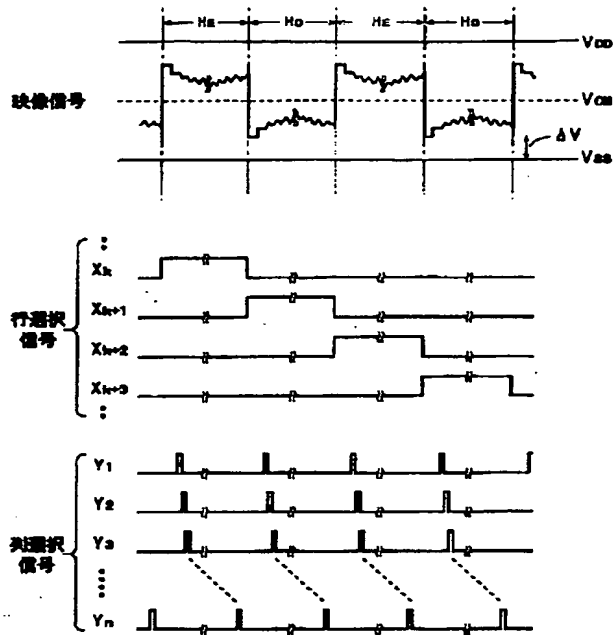 HE HO HE HO
VDD
映像信号
VCM
ΔV
VSS
Xk
Xk+1
行選択
信号
Xk+2
Xk+3
Y1
Y2
列選択
信号
Y3
Yn